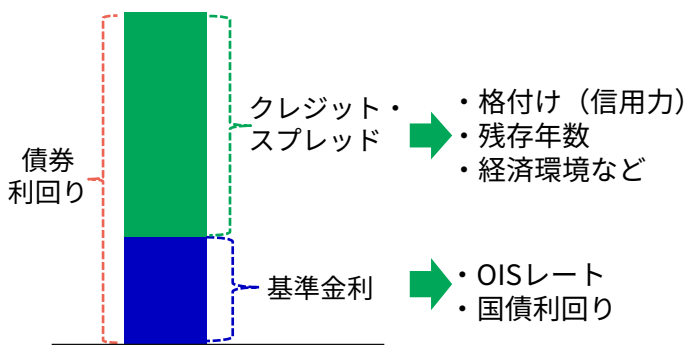 債券
利回り
クレジット・
スプレッド
・格付け（信用力）
・残存年数
・経済環境など
基準金利
・OISレート
・国債利回り